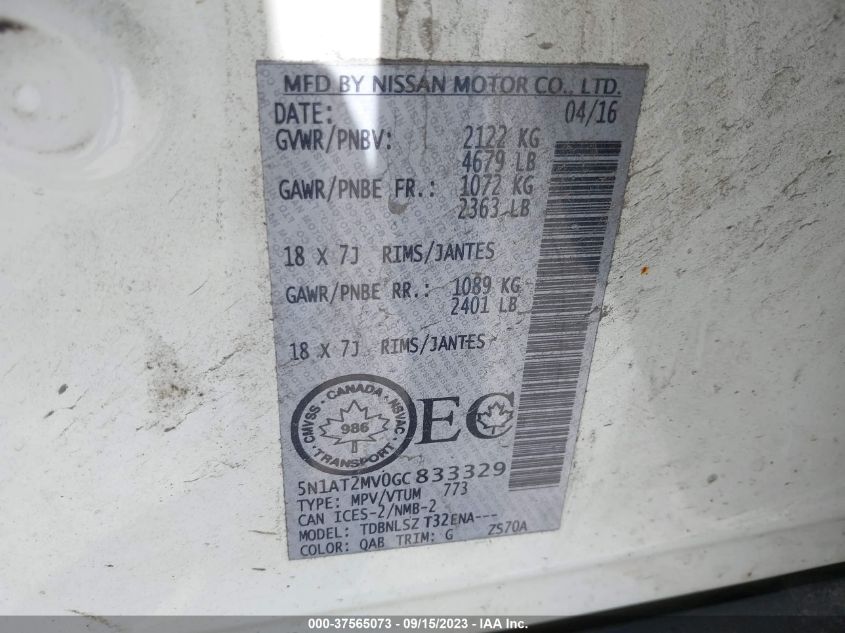 MFD BY NISSAN MOTOR CO., LTD.
DATE: 04/16
GVWR/PNBV: 2122 KG
4679 LB
GAWR/PNBE FR.: 1072 KG
2363 LB
18 X 7J RIMS/JANTES
GAWR/PNBE RR.: 1089 KG
2401 LB
18 X 7J RIMS/JANTES
CANADA
CMVSS NSVAC
986
TRANSPORT
EC
5N1AT2MV0GC833329
TYPE: MPV/VTUM 773
CAN ICES-2/NMB-2
MODEL: TDBNLSZ T32ENA---
COLOR: QAB TRIM: G ZS70A
000-37565073 - 09/15/2023 - IAA Inc.